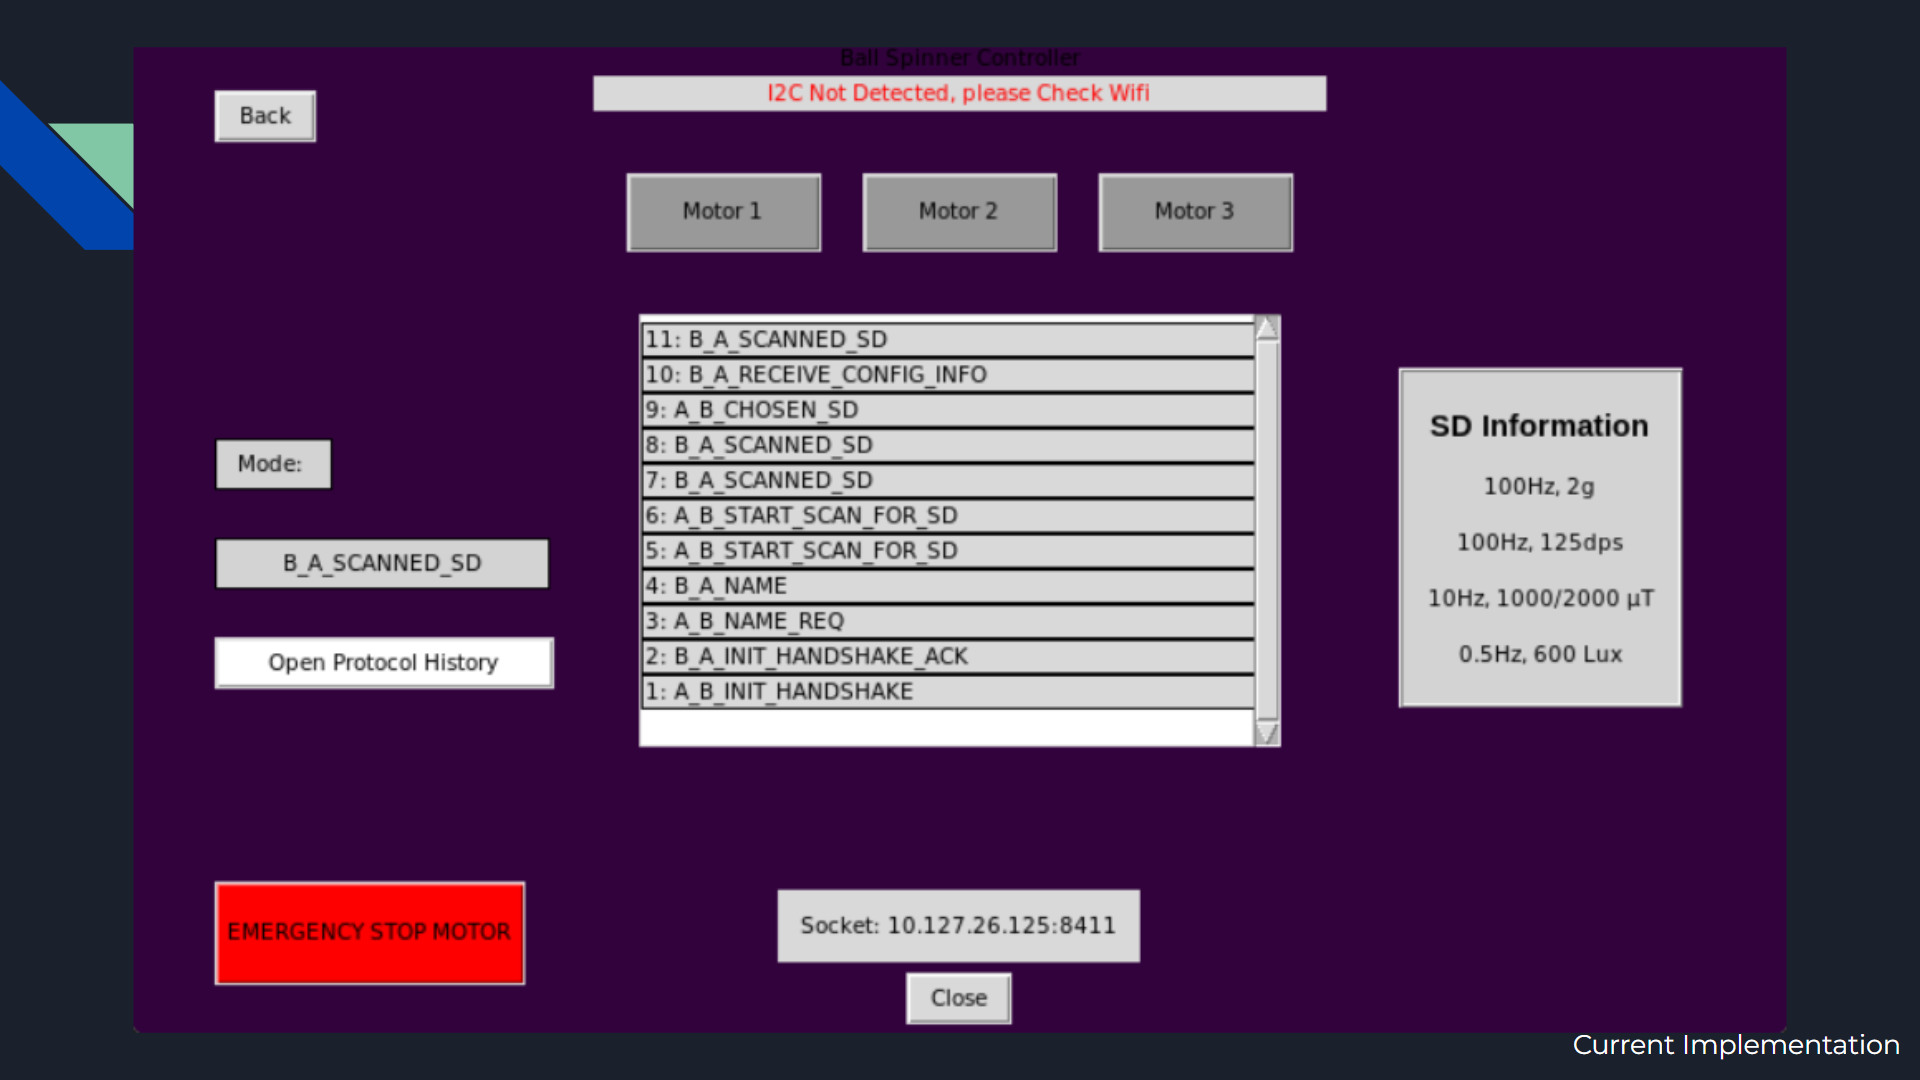 Ball Spinner Controller
I2C Not Detected, please Check Wifi
Back
Motor 1
Motor 2
Motor 3
11: B_A_SCANNED_SD
10: B_A_RECEIVE_CONFIG_INFO
9: A_B_CHOSEN_SD
8: B_A_SCANNED_SD
7: B_A_SCANNED_SD
6: A_B_START_SCAN_FOR_SD
5: A_B_START_SCAN_FOR_SD
4: B_A_NAME
3: A_B_NAME_REQ
2: B_A_INIT_HANDSHAKE_ACK
1: A_B_INIT_HANDSHAKE
Mode:
B_A_SCANNED_SD
Open Protocol History
SD Information
100Hz, 2g
100Hz, 125dps
10Hz, 1000/2000 µT
0.5Hz, 600 Lux
EMERGENCY STOP MOTOR
Socket: 10.127.26.125:8411
Close
Current Implementation